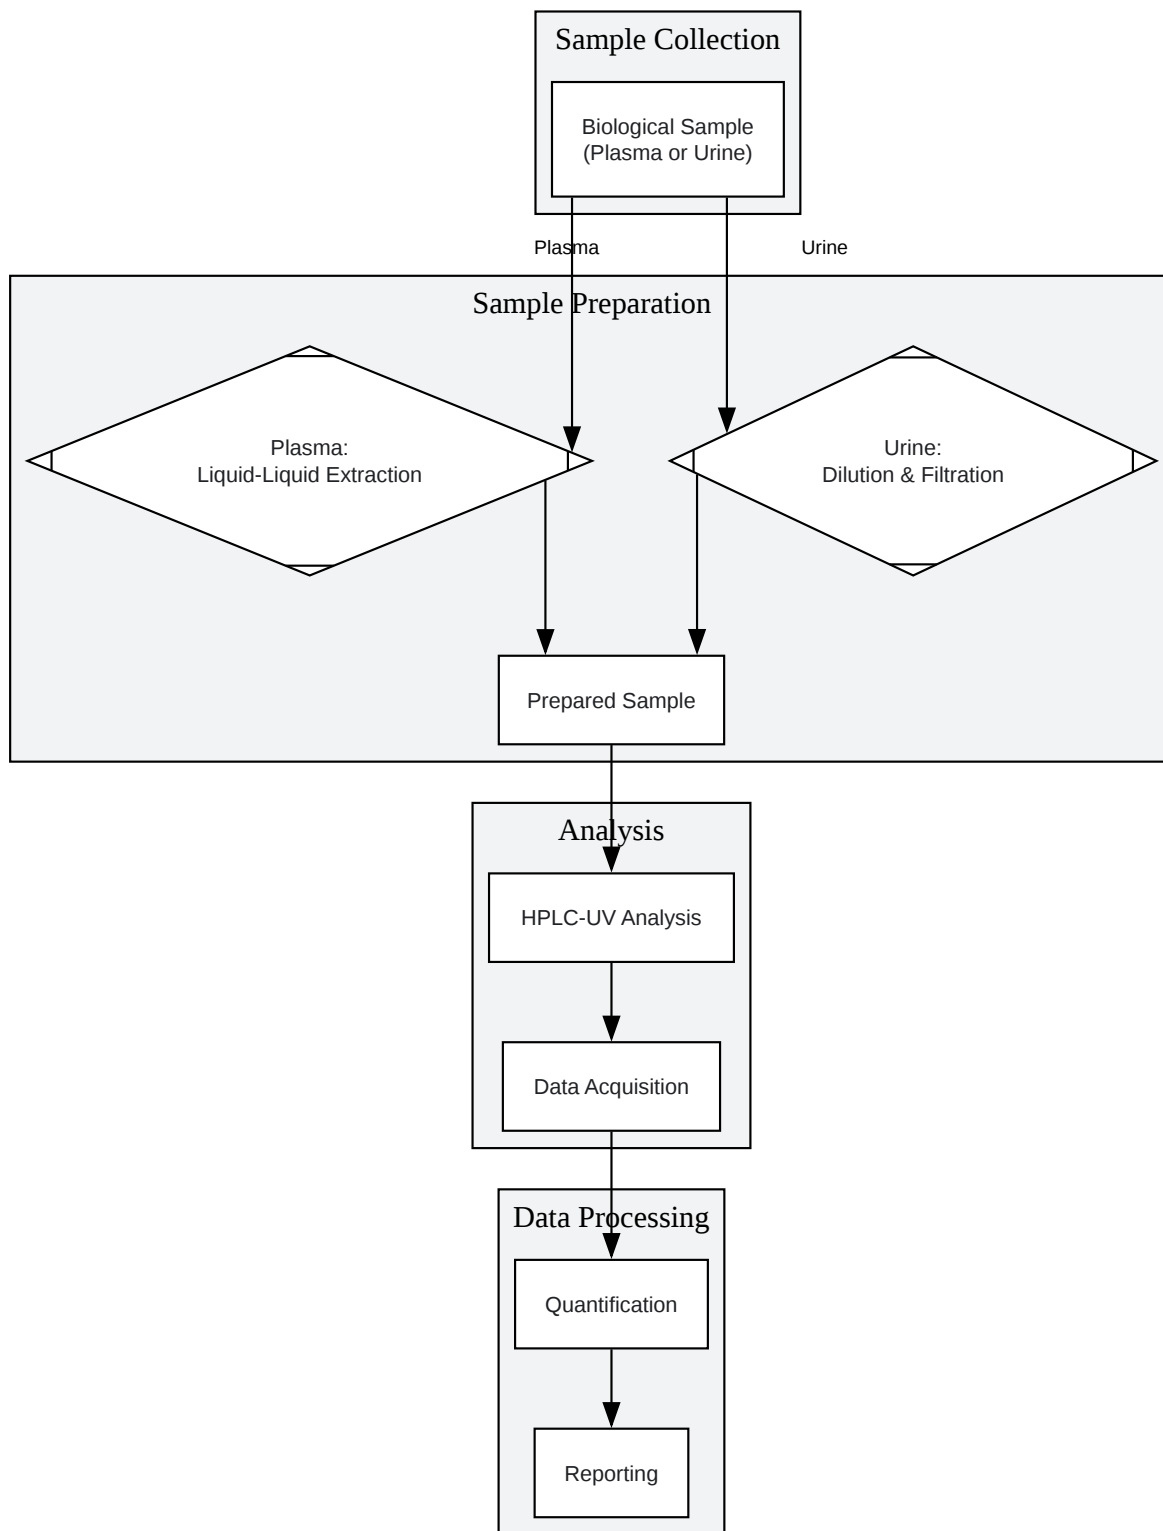 Sample Collection
Biological Sample
(Plasma or Urine)
Plasma
Urine
Sample Preparation
Plasma:
Liquid-Liquid Extraction
Urine:
Dilution & Filtration
Prepared Sample
Analysis
HPLC-UV Analysis
Data Acquisition
Data Processing
Quantification
Reporting